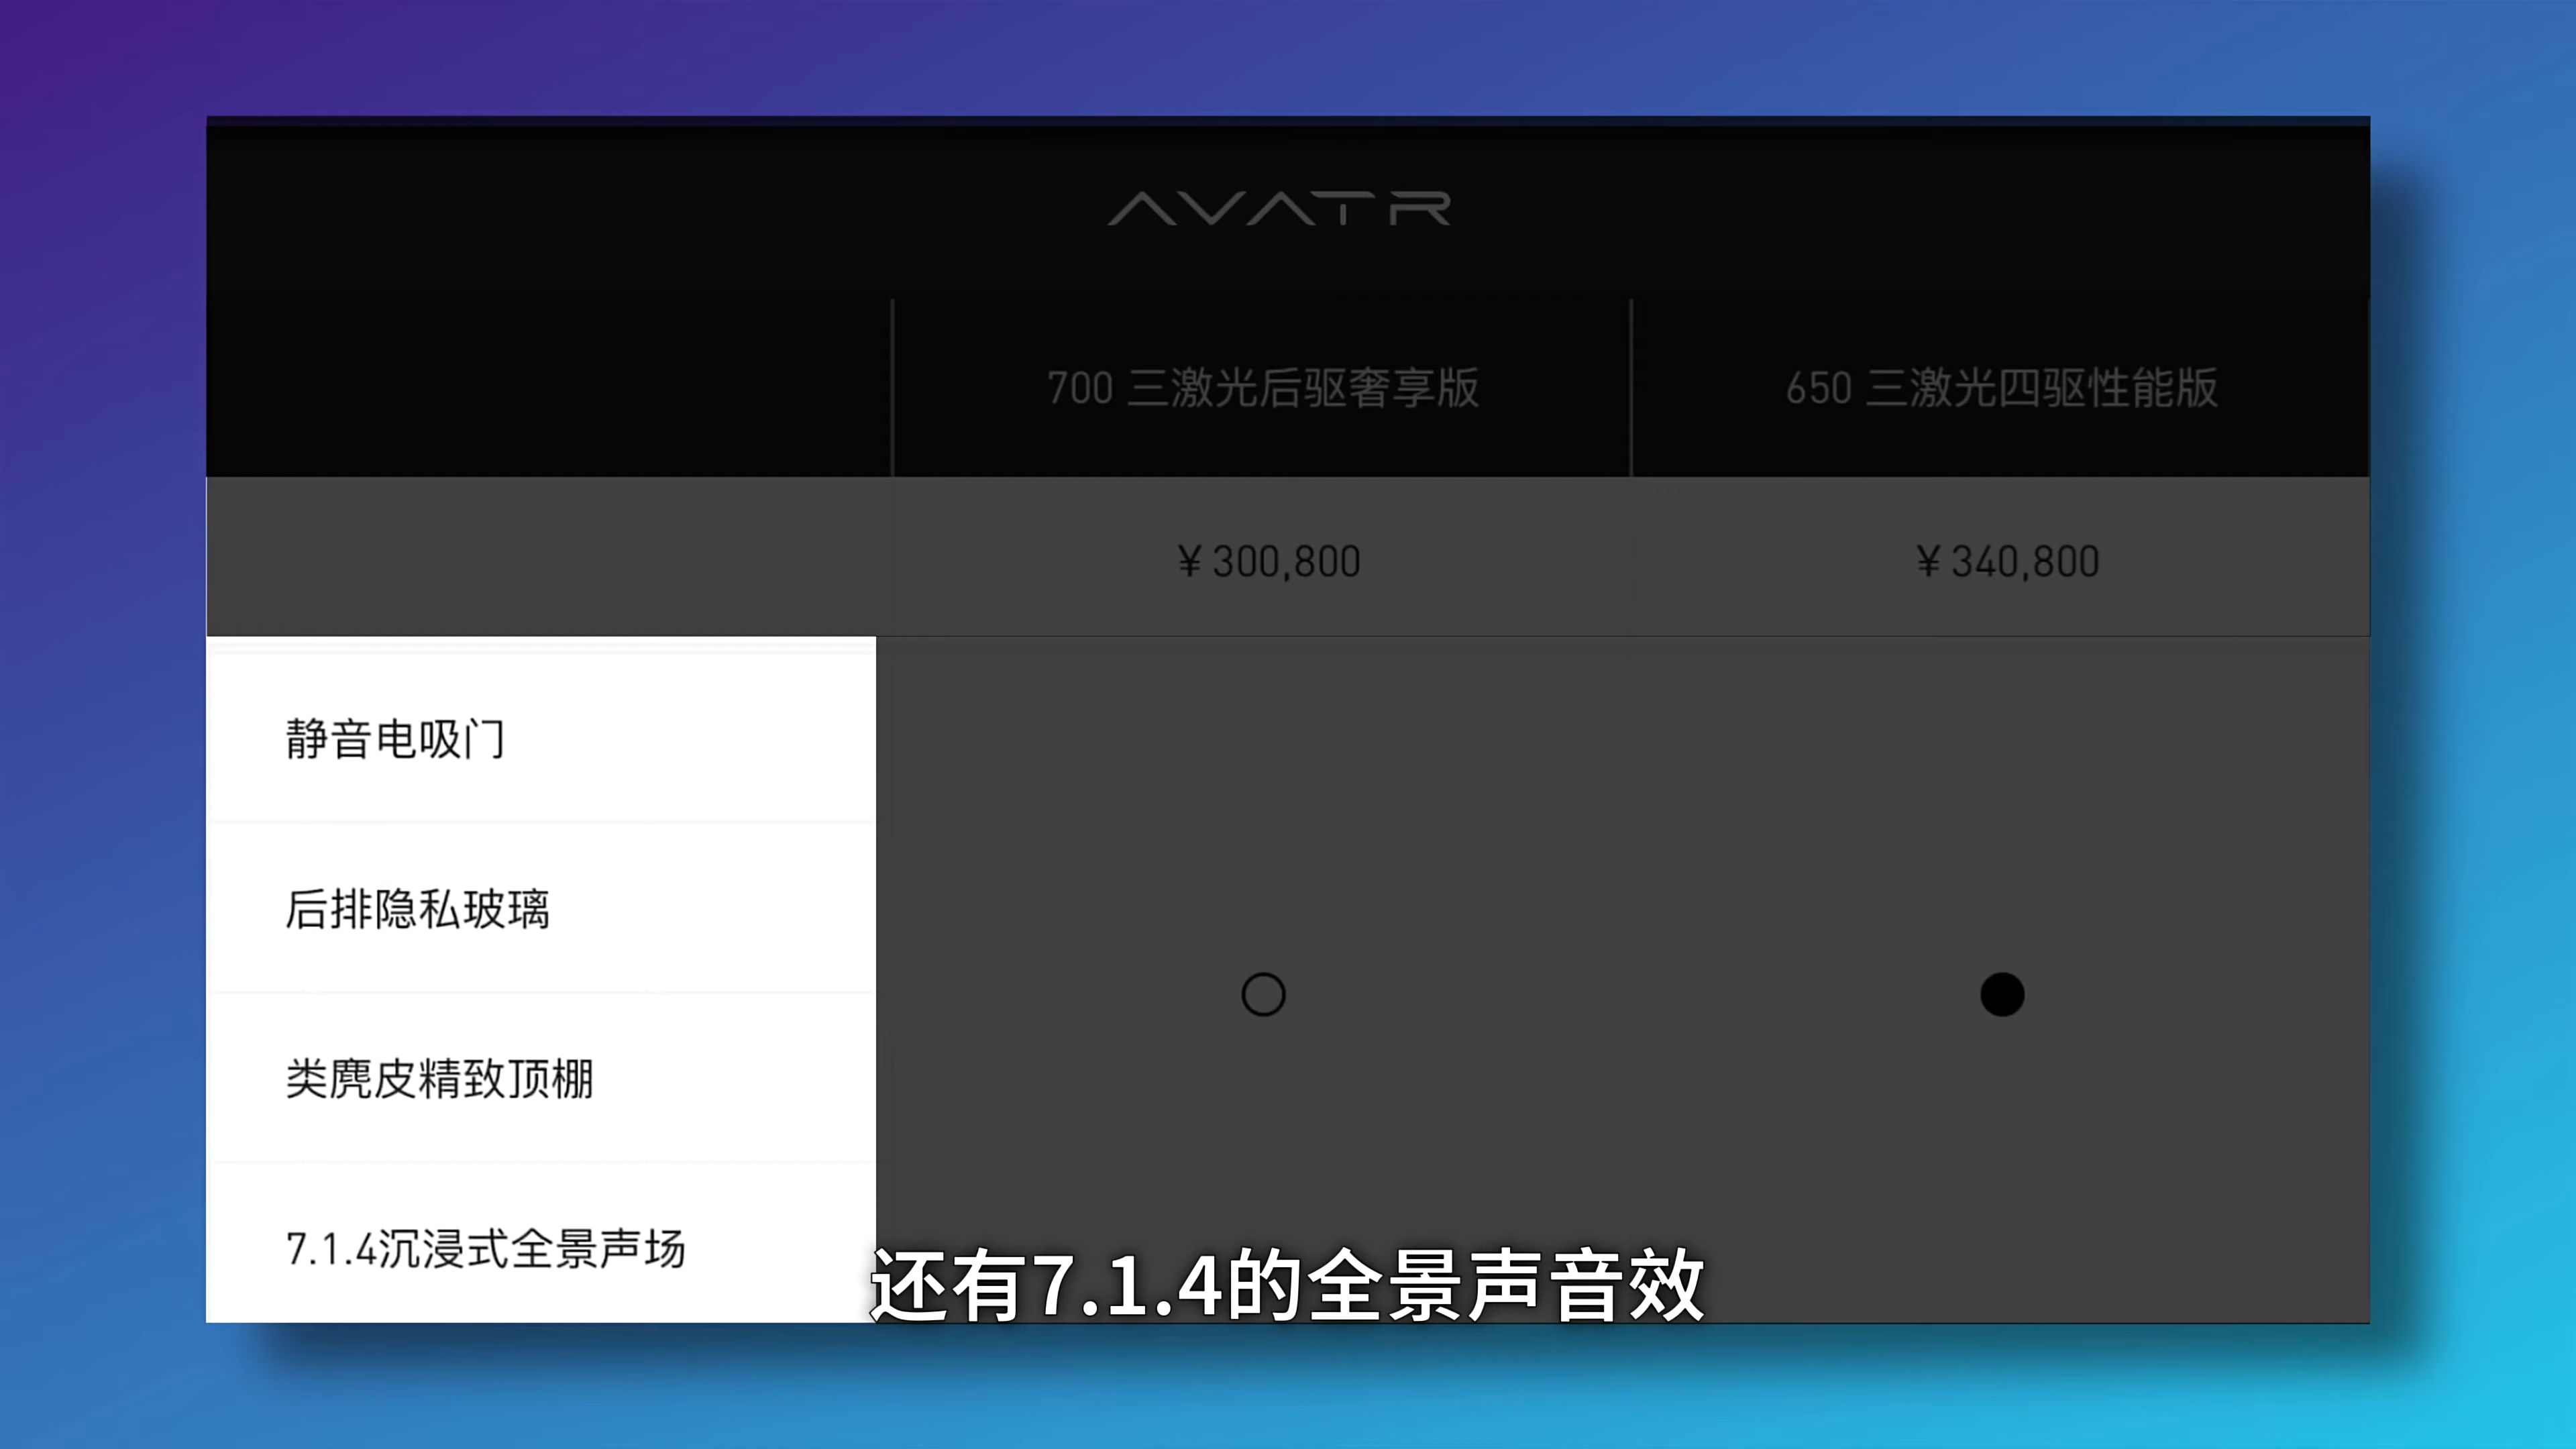 AVATR
700 三激光后驱奢享版
650 三激光四驱性能版
¥300,800
¥340,800
静音电吸门
后排隐私玻璃
类麂皮精致顶棚
7.1.4沉浸式全景声场
还有7.1.4的全景声音效